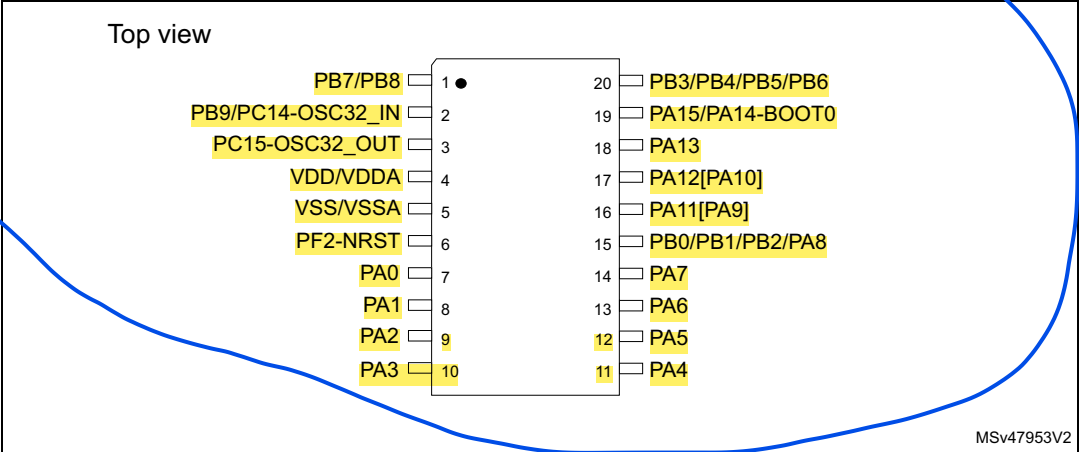 Top view
PB7/PB8 1 20 PB3/PB4/PB5/PB6
PB9/PC14-OSC32_IN 2 19 PA15/PA14-BOOT0
PC15-OSC32_OUT 3 18 PA13
VDD/VDDA 4 17 PA12[PA10]
VSS/VSSA 5 16 PA11[PA9]
PF2-NRST 6 15 PB0/PB1/PB2/PA8
PA0 7 14 PA7
PA1 8 13 PA6
PA2 9 12 PA5
PA3 10 11 PA4
MSv47953V2